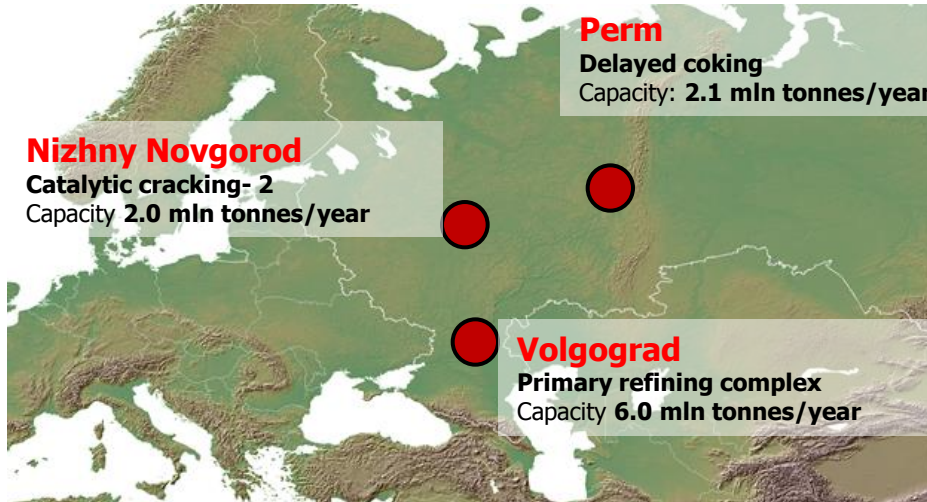 Perm
Delayed coking
Capacity: 2.1 mln tonnes/year
Nizhny Novgorod
Catalytic cracking- 2
Capacity 2.0 mln tonnes/year
Volgograd
Primary refining complex
Capacity 6.0 mln tonnes/year